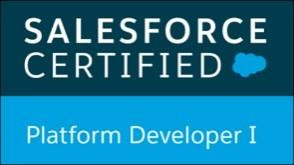 SALESFORCE
CERTIFIED
Platform Developer I